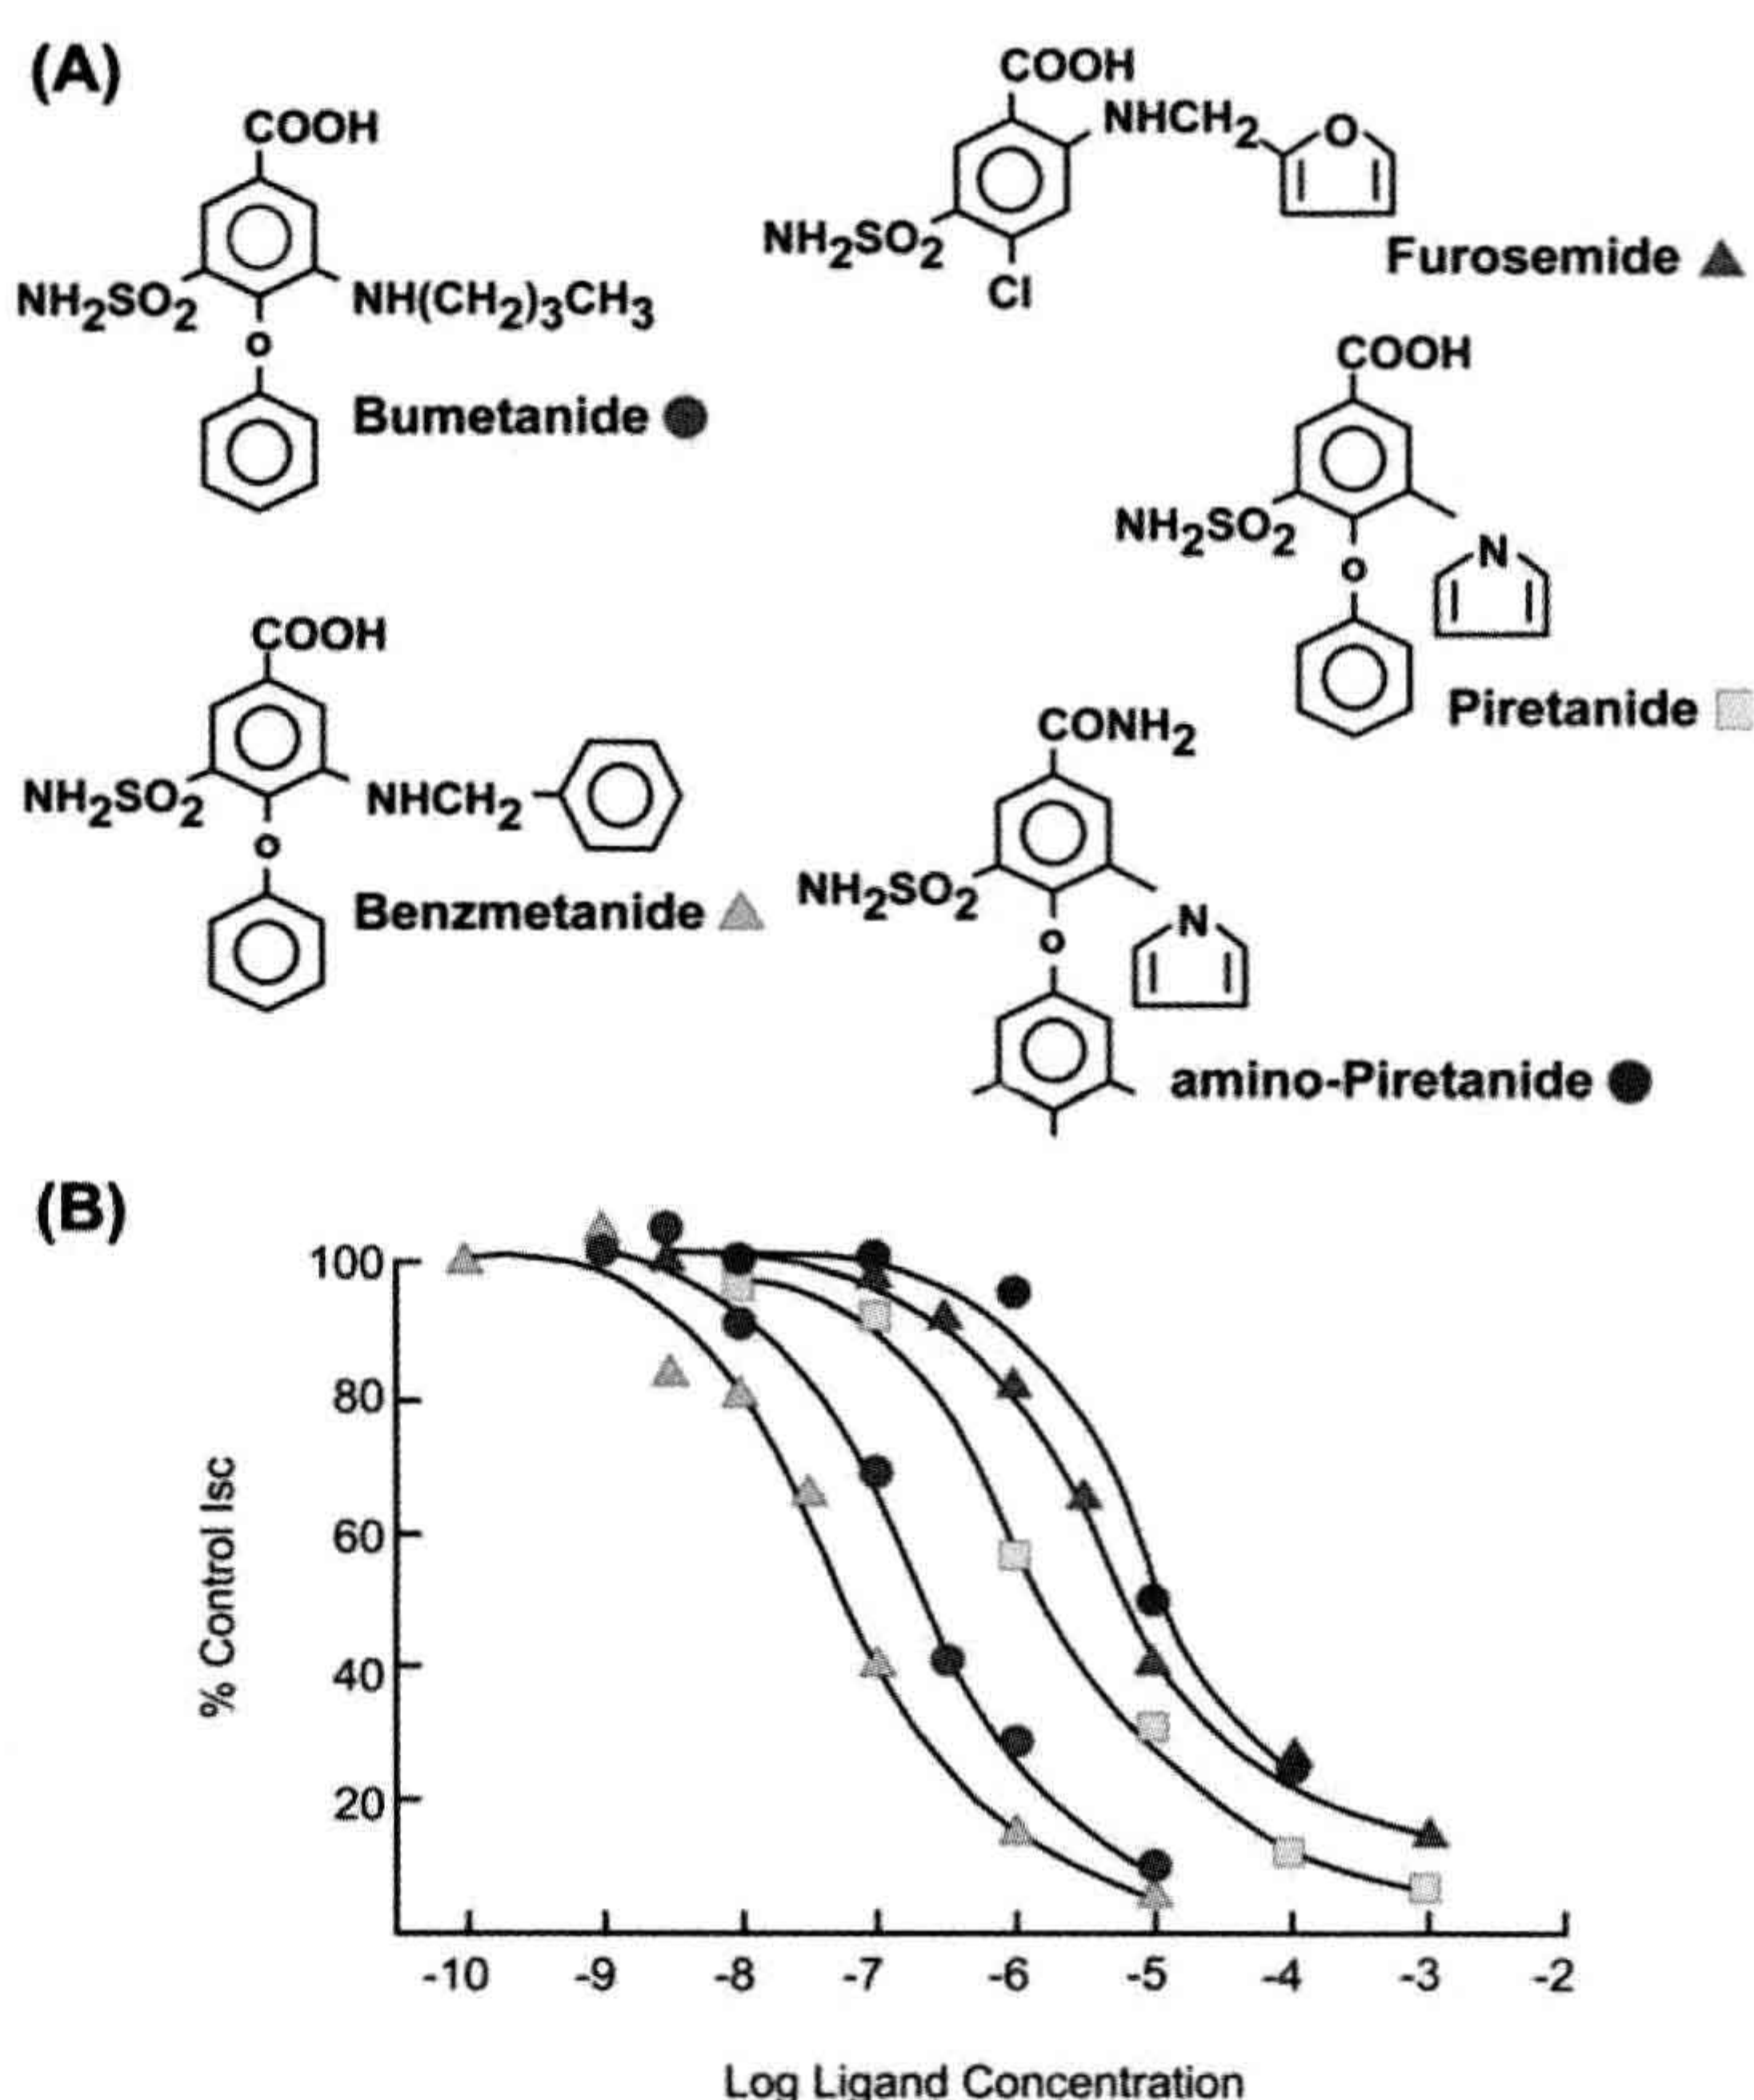 (A)
COOH
NH2SO2
NH(CH2)3CH3
O
Bumetanide
COOH
NHCH2
O
NH2SO2
Cl
Furosemide
COOH
NH2SO2
N
O
Piretanide
COOH
NH2SO2
NHCH2
O
Benzmetanide
CONH2
NH2SO2
N
O
amino-Piretanide
(B)
100
80
60
40
20
% Control Isc
-10 -9 -8 -7 -6 -5 -4 -3 -2
Log Ligand Concentration